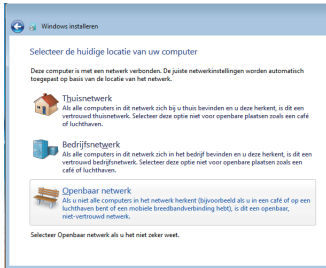 Windows installeren
Selecteer de huidige locatie van uw computer
Deze computer is met een netwerk verbonden. De juiste netwerkinstellingen worden automatisch
toegepast op basis van de locatie van het netwerk.
Thuisnetwerk
Als alle computers in dit netwerk zich bij u thuis bevinden en u deze herkent, is dit een
vertrouwd thuisnetwerk. Selecteer deze optie niet voor openbare plaatsen zoals een café
of luchthaven.
Bedrijfsnetwerk
Als alle computers in dit netwerk zich in het bedrijf bevinden en u deze herkent, is dit een
vertrouwd bedrijfsnetwerk. Selecteer deze optie niet voor openbare plaatsen zoals een
café of luchthaven.
Openbaar netwerk
Als u niet alle computers in het netwerk herkent (bijvoorbeeld als u in een café of op een
luchthaven bent of een mobiele breedbandverbinding hebt), is dit een openbaar,
niet-vertrouwd netwerk.
Selecteer Openbaar netwerk als u het niet zeker weet.